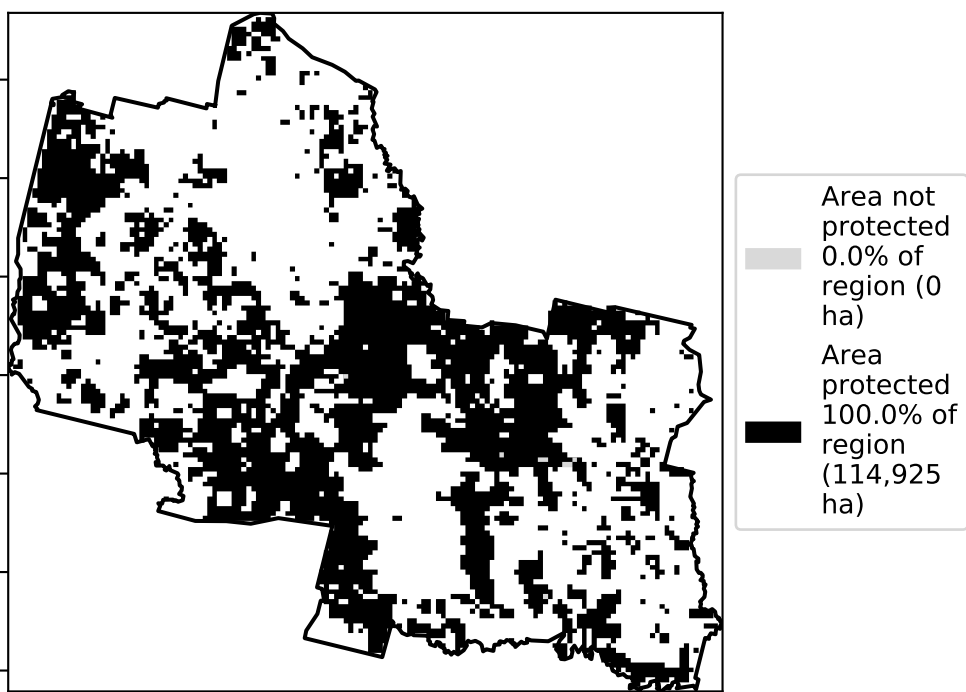 Area not
protected
0.0% of
region (0
ha)
Area
protected
100.0% of
region
(114,925
ha)